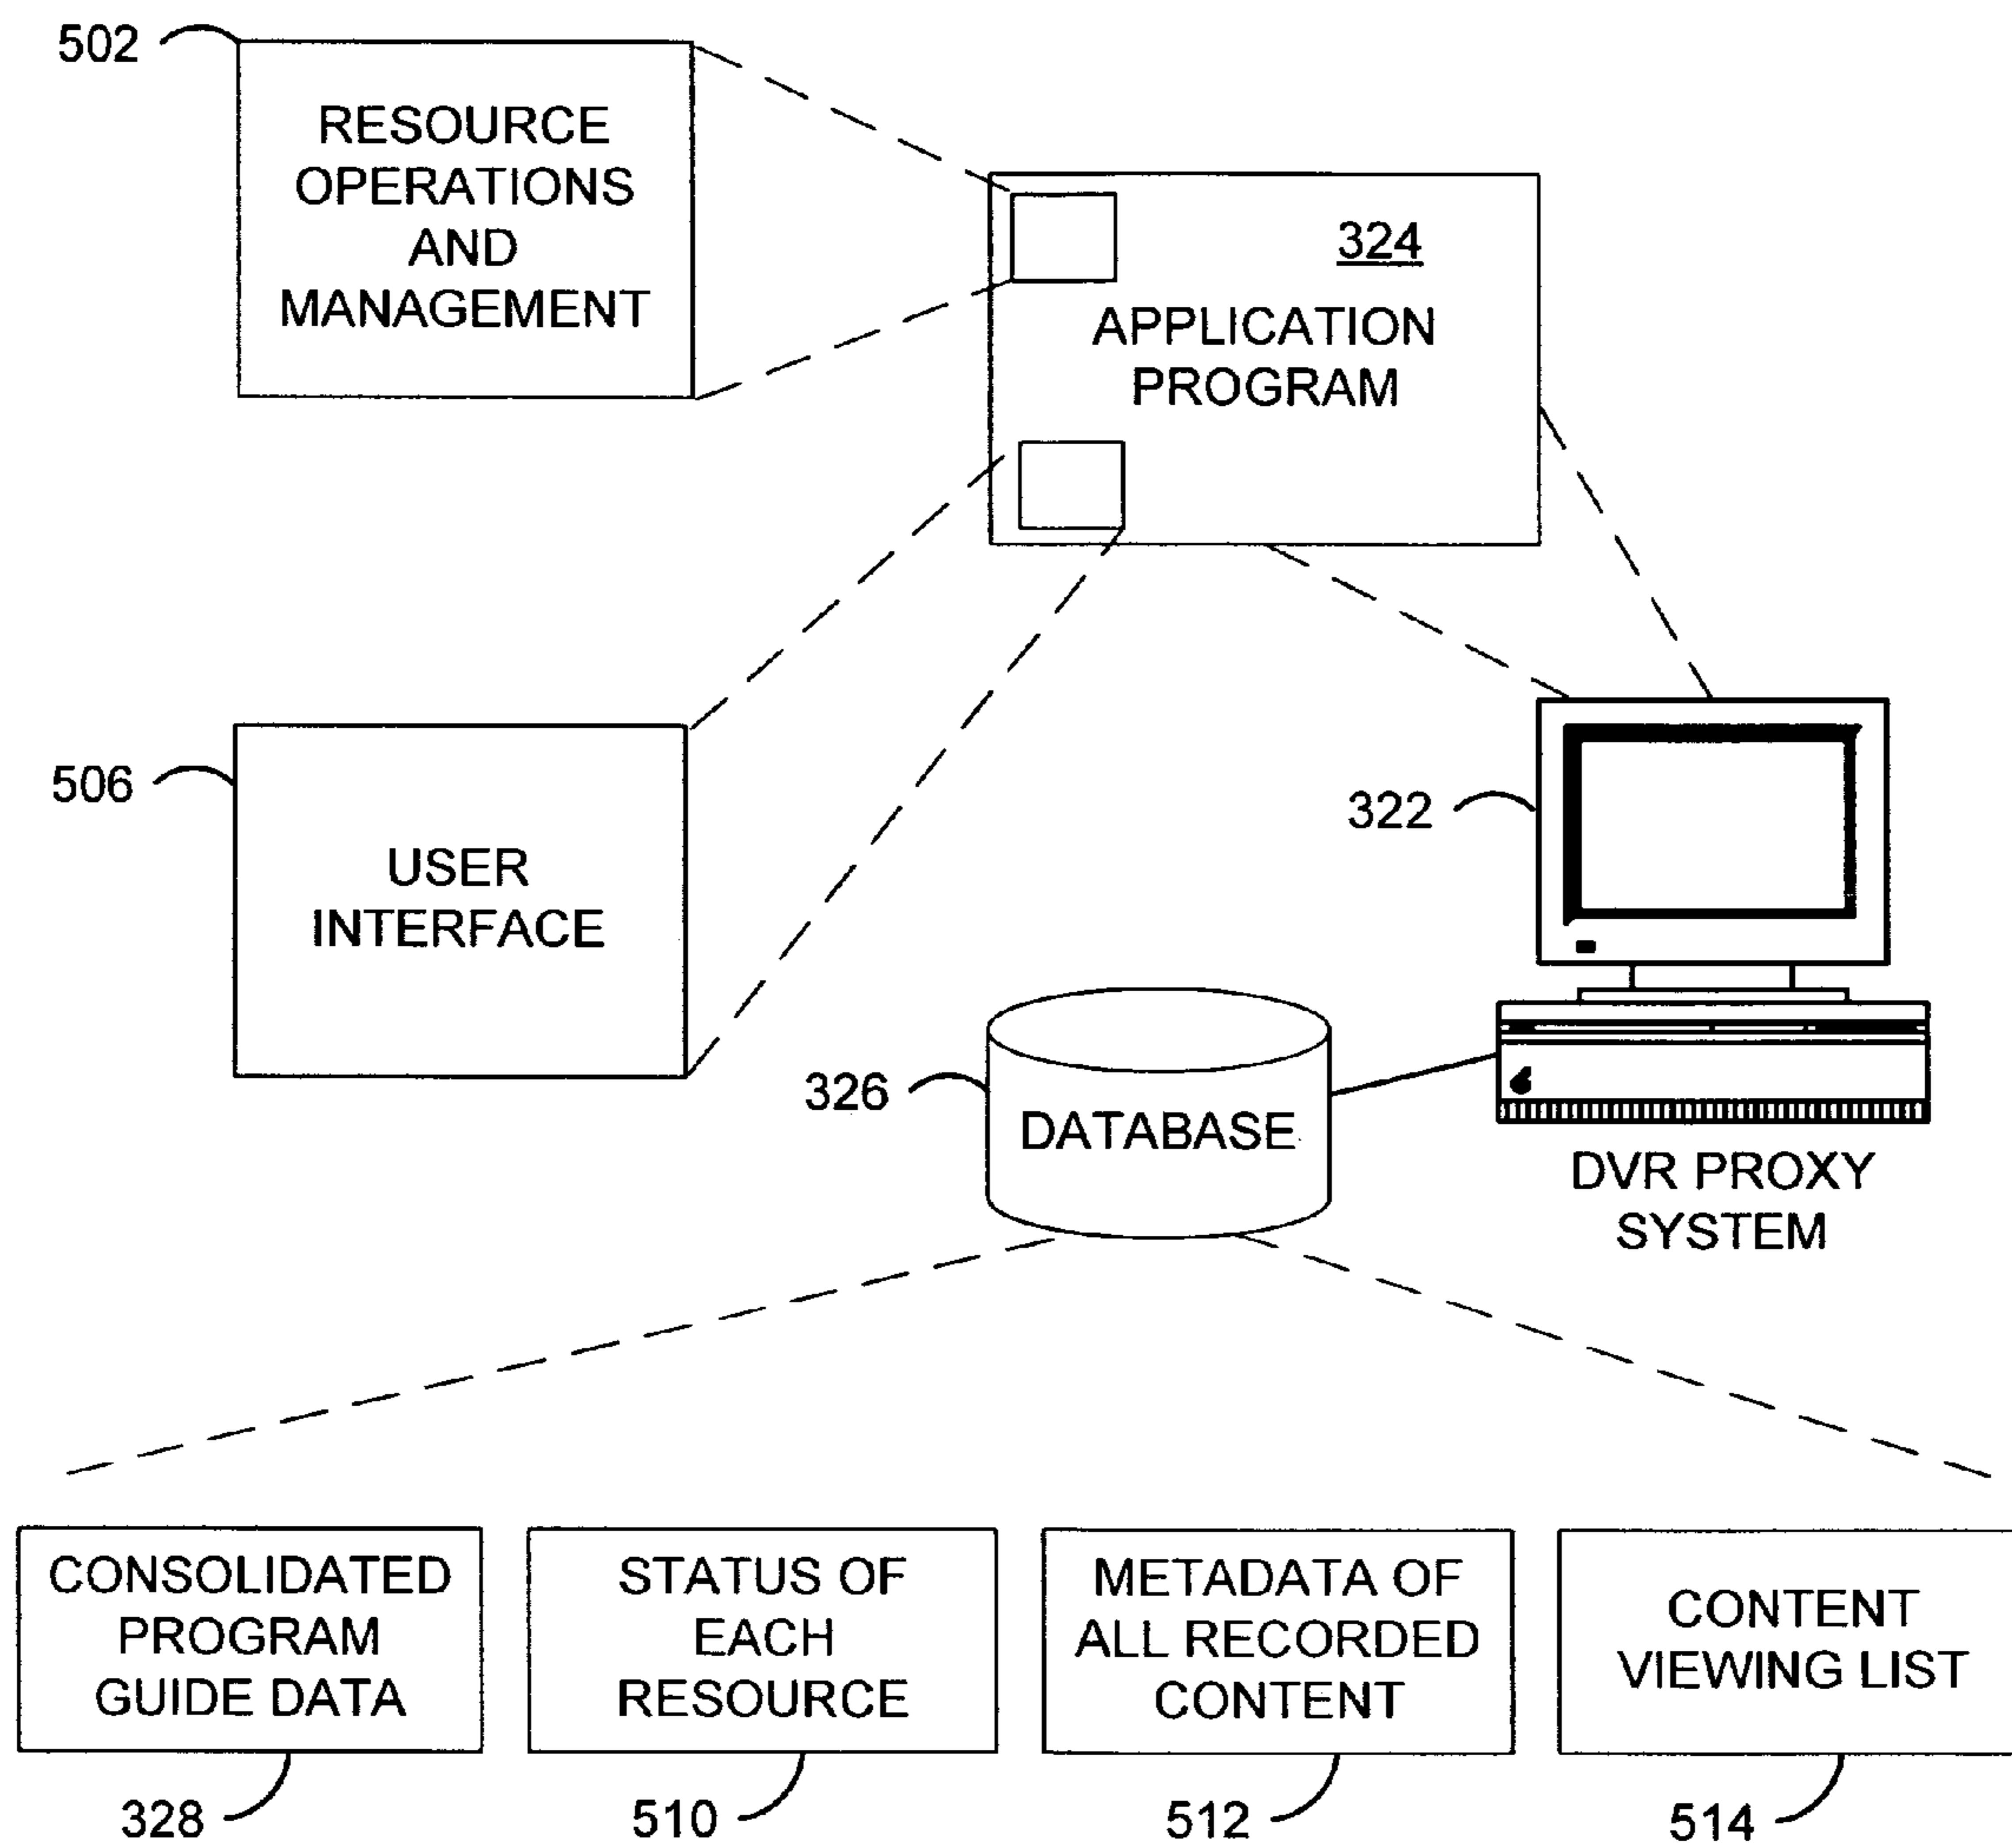 502
RESOURCE
OPERATIONS
AND
MANAGEMENT
324
APPLICATION
PROGRAM
506
USER
INTERFACE
322
326
DATABASE
DVR PROXY
SYSTEM
CONSOLIDATED
PROGRAM
GUIDE DATA
328
STATUS OF
EACH
RESOURCE
510
METADATA OF
ALL RECORDED
CONTENT
512
CONTENT
VIEWING LIST
514